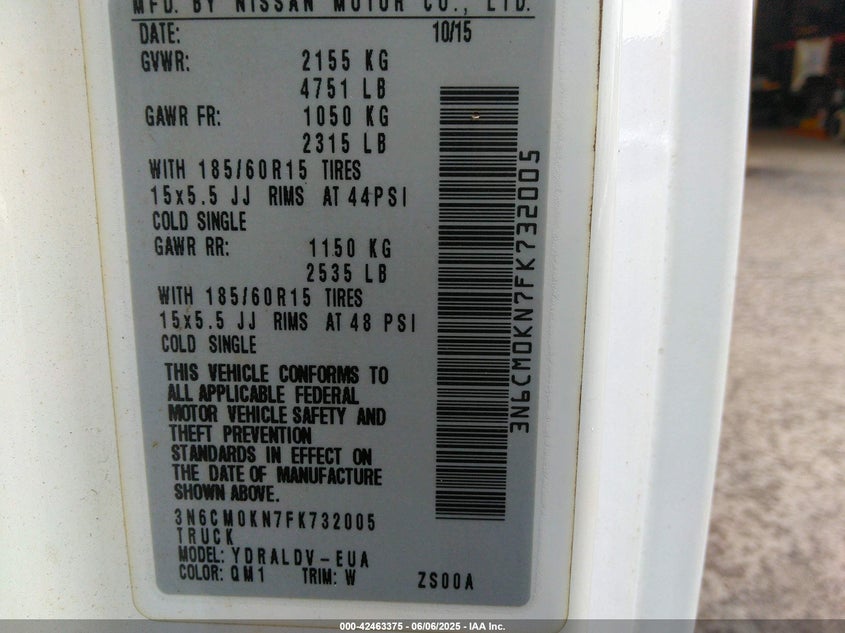 MFD. BY NISSAN MOTOR CO., LTD.
DATE: 10/15
GVWR: 2155 KG
4751 LB
GAWR FR: 1050 KG
2315 LB
WITH 185/60R15 TIRES
15x5.5 JJ RIMS AT 44PSI
COLD SINGLE
GAWR RR: 1150 KG
2535 LB
WITH 185/60R15 TIRES
15x5.5 JJ RIMS AT 48 PSI
COLD SINGLE
THIS VEHICLE CONFORMS TO
ALL APPLICABLE FEDERAL
MOTOR VEHICLE SAFETY AND
THEFT PREVENTION
STANDARDS IN EFFECT ON
THE DATE OF MANUFACTURE
SHOWN ABOVE.
3N6CM0KN7FK732005
TRUCK
MODEL: YDRALDV-EUA
COLOR: QM1 TRIM: W ZS00A
3N6CM0KN7FK732005
000-42463375 - 06/06/2025 - IAA Inc.